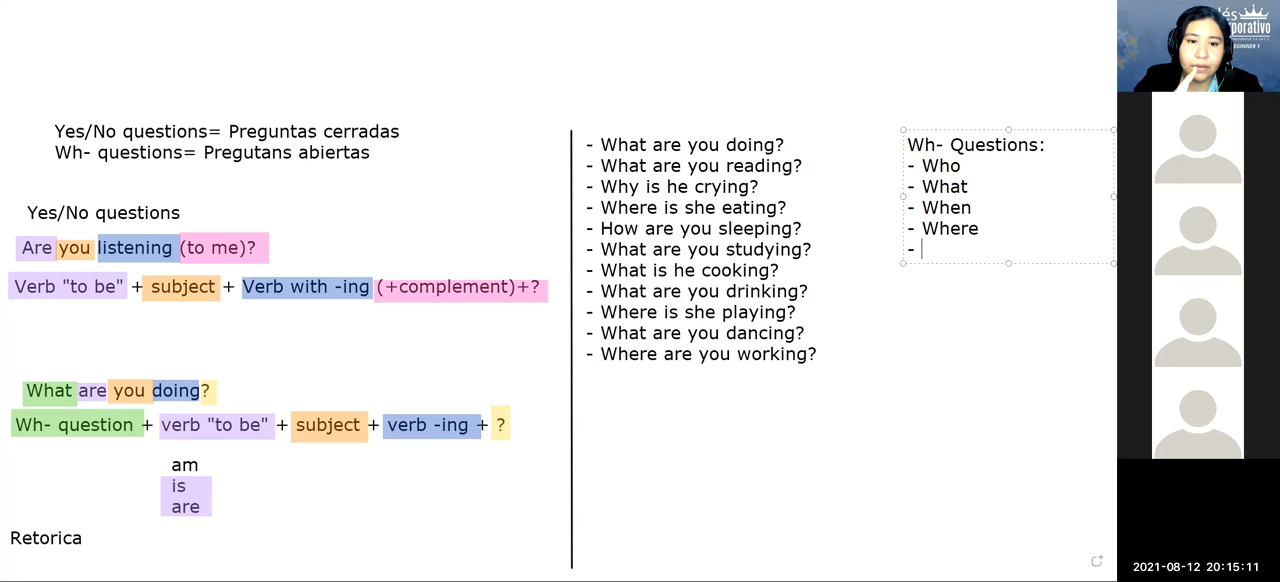 Yes/No questions= Preguntas cerradas
Wh- questions= Pregutans abiertas
Yes/No questions
Are you listening (to me)?
Verb "to be" + subject + Verb with -ing (+complement)+?
What are you doing?
Wh- question + verb "to be" + subject + verb -ing + ?
am
is
are
Retorica
- What are you doing?
- What are you reading?
- Why is he crying?
- Where is she eating?
- How are you sleeping?
- What are you studying?
- What is he cooking?
- What are you drinking?
- Where is she playing?
- What are you dancing?
- Where are you working?
Wh- Questions:
- Who
- What
- When
- Where
-
lés
porativo
EGINNER 1
2021-08-12 20:15:11